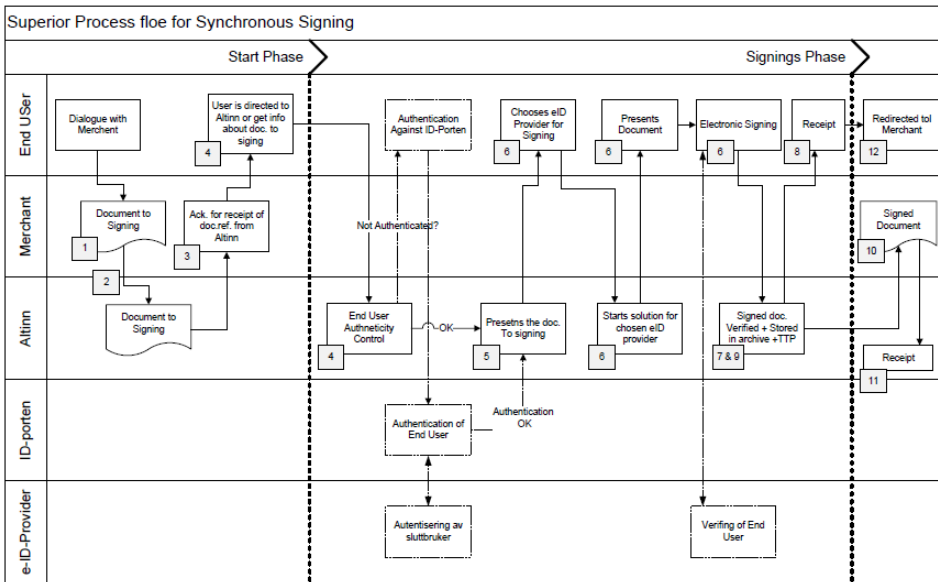 Superior Process floe for Synchronous Signing
Start Phase
Signings Phase
End USer
Dialogue with
Merchent
User is directed to
Altinn or get info
about doc. to
siging
4
Authentication
Against ID-Porten
Chooses eID
Provider for
Signing
6
Presents
Document
6
Electronic Signing
6
Receipt
8
Redirected tol
Merchant
12
Merchant
Document to
Signing
1
2
Ack. for receipt of
doc.ref. from
Altinn
3
Not Authenticated?
Signed
Document
10
Altinn
Document to
Signing
End User
Authneticity
Control
4
OK
Presetns the doc.
To signing
5
Starts solution for
chosen eID
provider
6
Signed doc.
Verified + Stored
in archive +TTP
7 & 9
Receipt
11
ID-porten
Authentication of
End User
Authentication
OK
e-ID-Provider
Autentisering av
sluttbruker
Verifing of End
User